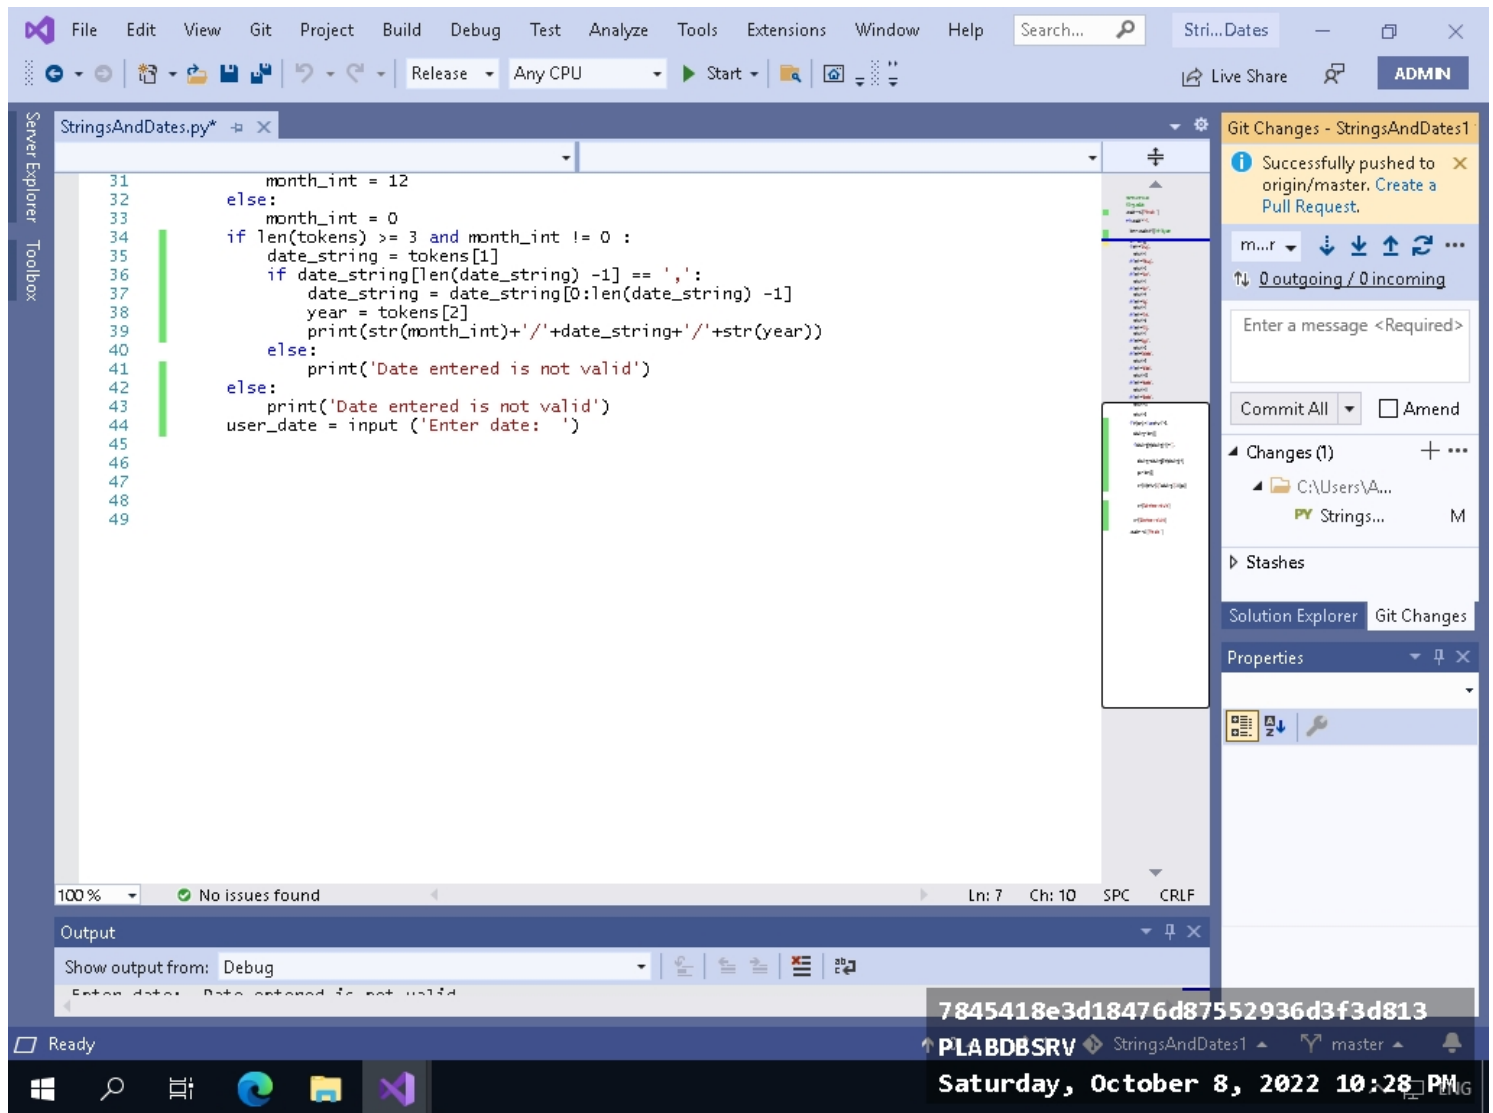 File Edit View Git Project Build Debug Test Analyze Tools Extensions Window Help Search... Stri...Dates
Release Any CPU Start Live Share ADMIN
Server Explorer
Toolbox
StringsAndDates.py*
31 month_int = 12
32 else:
33 month_int = 0
34 if len(tokens) >= 3 and month_int != 0 :
35 date_string = tokens[1]
36 if date_string[len(date_string) -1] == ',':
37 date_string = date_string[0:len(date_string) -1]
38 year = tokens[2]
39 print(str(month_int)+'/'+date_string+'/'+str(year))
40 else:
41 print('Date entered is not valid')
42 else:
43 print('Date entered is not valid')
44 user_date = input ('Enter date:  ')
45
46
47
48
49
100 % No issues found Ln: 7 Ch: 10 SPC CRLF
Output
Show output from: Debug
Enter date:  Date entered is not valid
Git Changes - StringsAndDates1
Successfully pushed to
origin/master. Create a
Pull Request.
m...r
0 outgoing / 0 incoming
Enter a message <Required>
Commit All Amend
Changes (1)
C:\Users\A...
PY Strings... M
Stashes
Solution Explorer Git Changes
Properties
7845418e3d18476d87552936d3f3d813
Ready PLABDBSRV StringsAndDates1 master
Saturday, October 8, 2022 10:28 PM